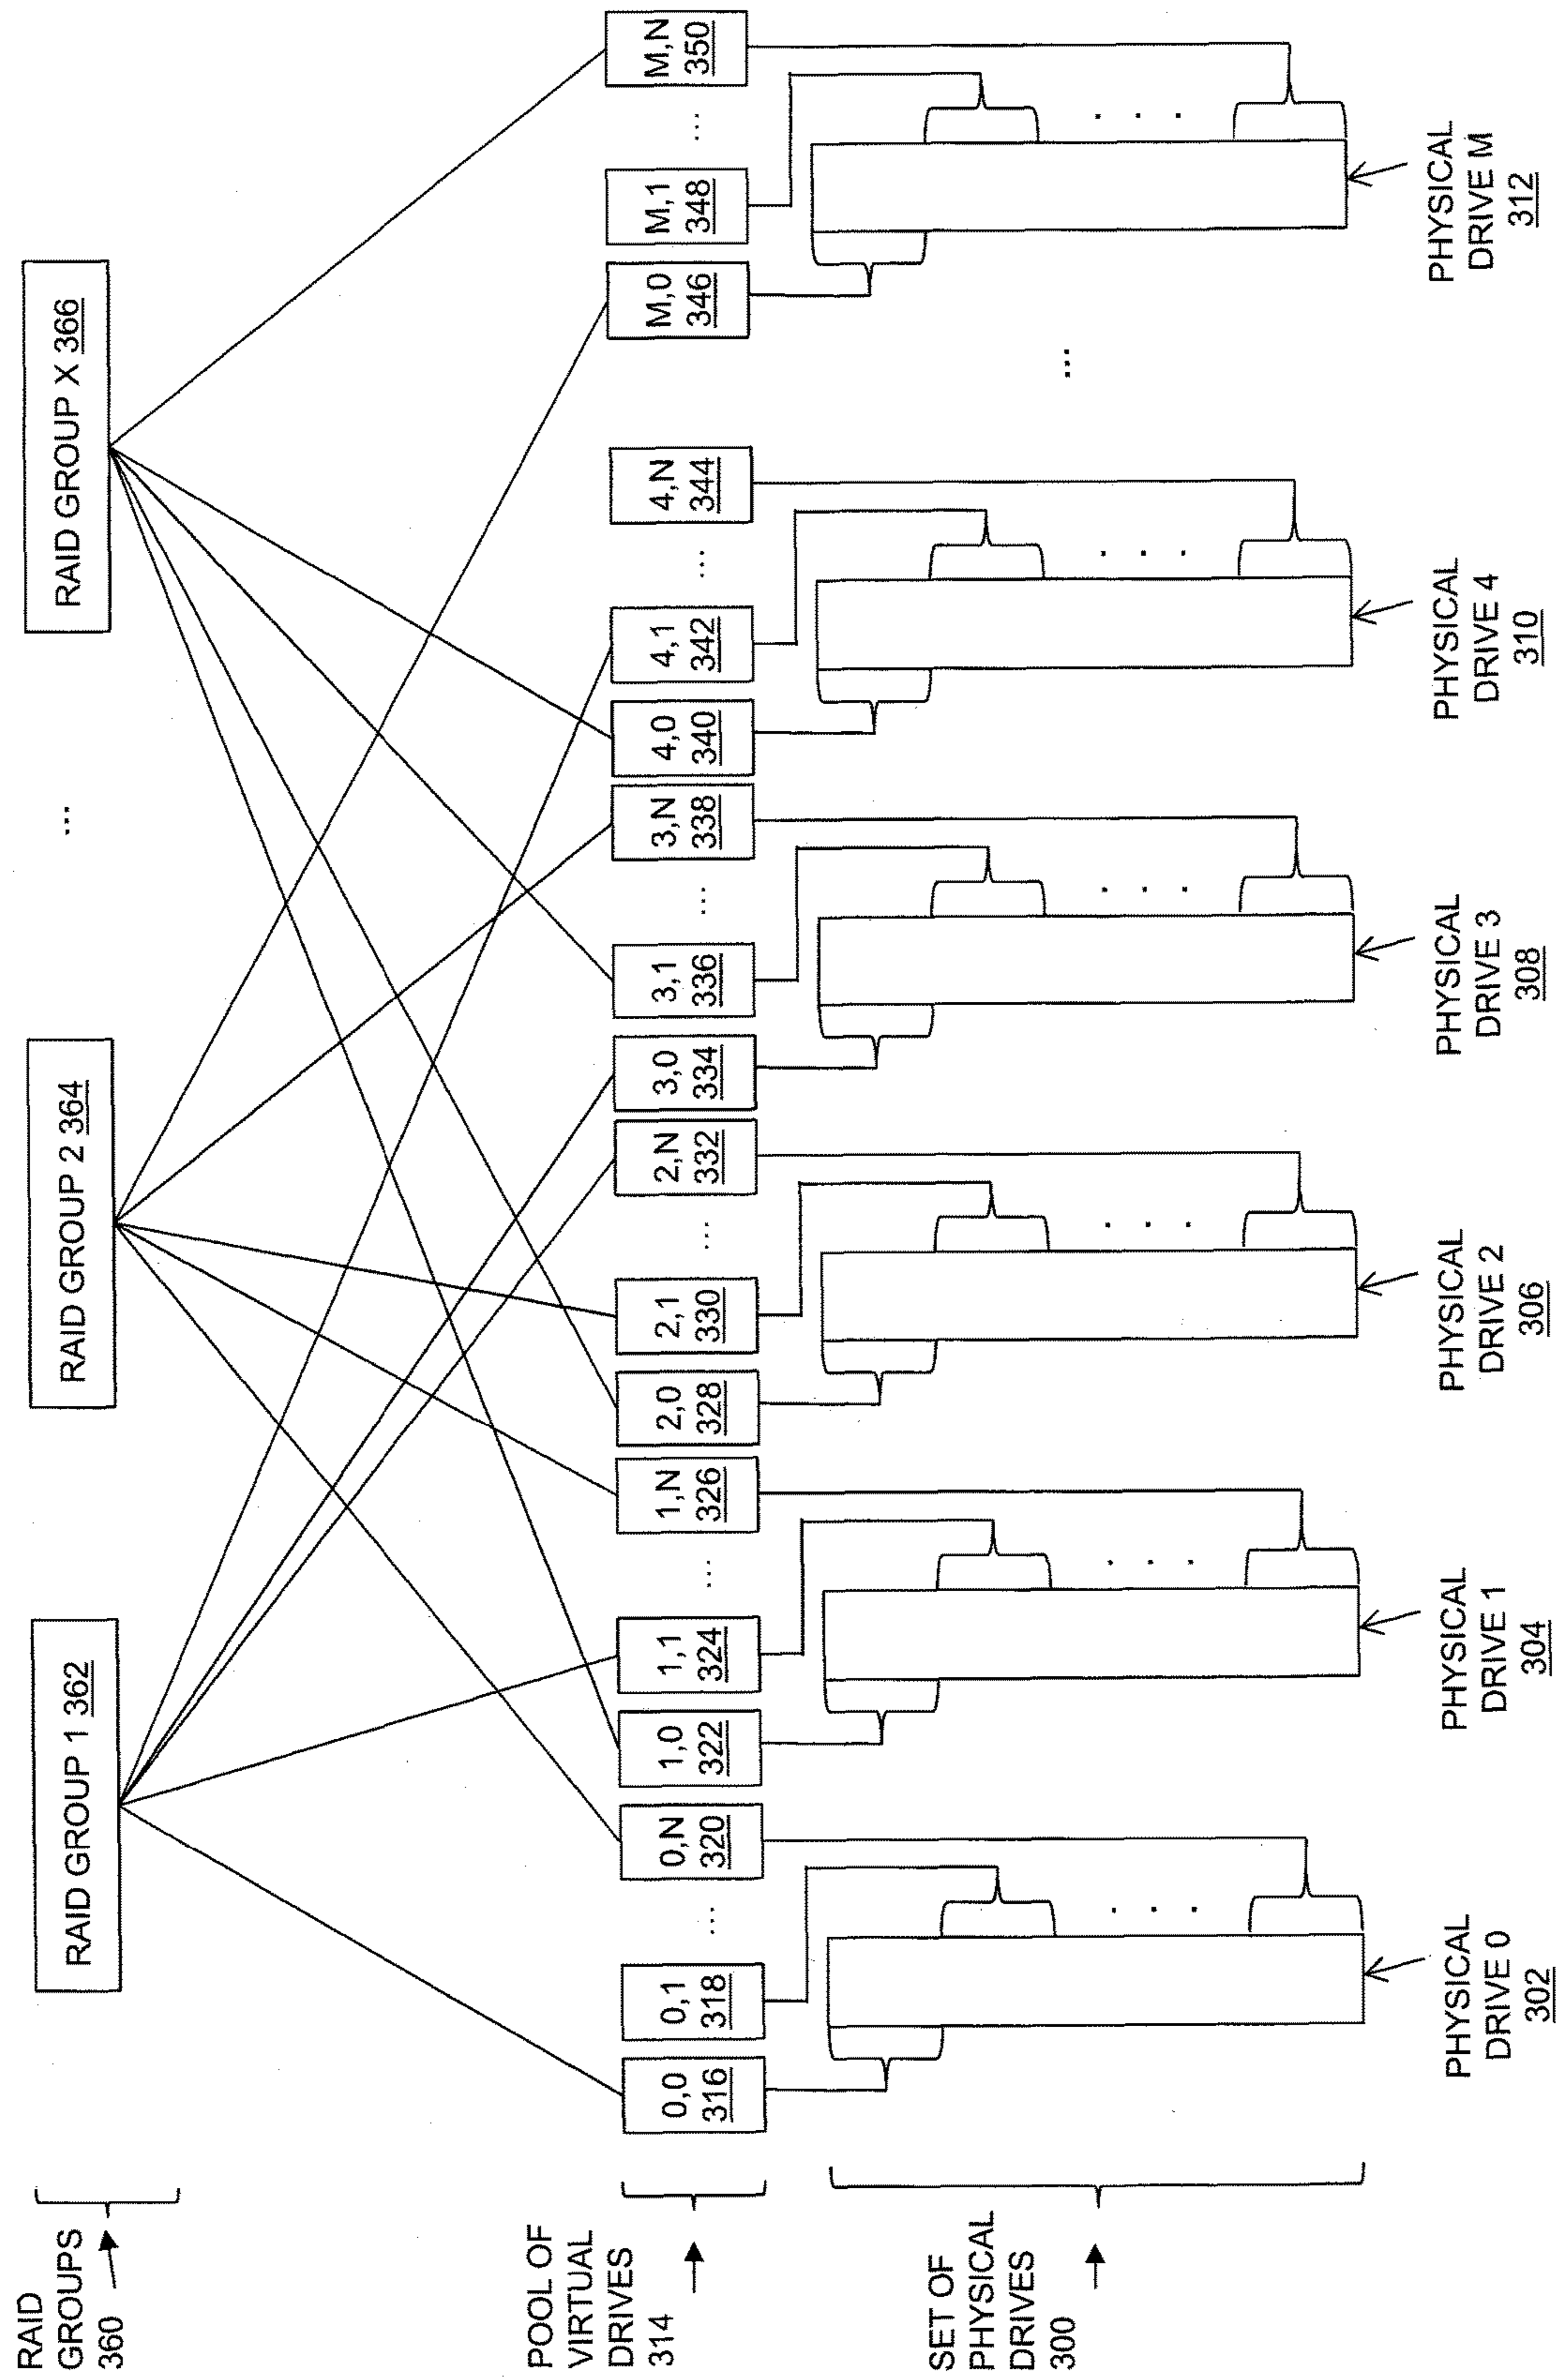 RAID
GROUPS
360
RAID GROUP 1 362
RAID GROUP 2 364
...
RAID GROUP X 366
POOL OF
VIRTUAL
DRIVES
314
0,0
316
0,1
318
...
0,N
320
1,0
322
1,1
324
...
1,N
326
2,0
328
2,1
330
...
2,N
332
3,0
334
3,1
336
...
3,N
338
4,0
340
4,1
342
...
4,N
344
M,0
346
M,1
348
...
M,N
350
SET OF
PHYSICAL
DRIVES
300
. . .
. . .
. . .
. . .
. . .
...
. . .
PHYSICAL
DRIVE 0
302
PHYSICAL
DRIVE 1
304
PHYSICAL
DRIVE 2
306
PHYSICAL
DRIVE 3
308
PHYSICAL
DRIVE 4
310
PHYSICAL
DRIVE M
312